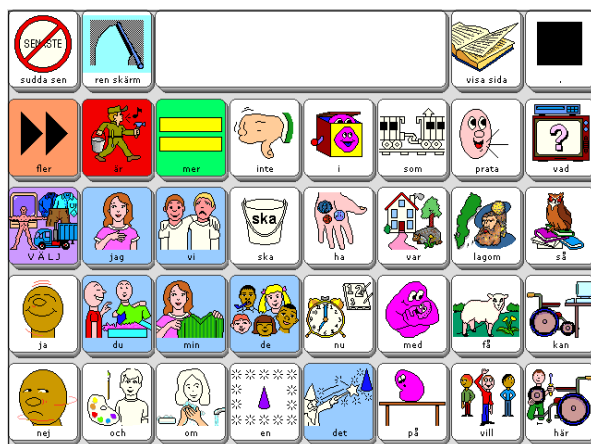 SENASTE
sudda sen
ren skärm
visa sida
.
fler
är
mer
inte
i
som
prata
?
vad
VÄLJ
jag
vi
ska
ska
ha
var
lagom
så
ja
du
min
de
12
nu
med
få
kan
nej
och
om
en
det
på
vill
här